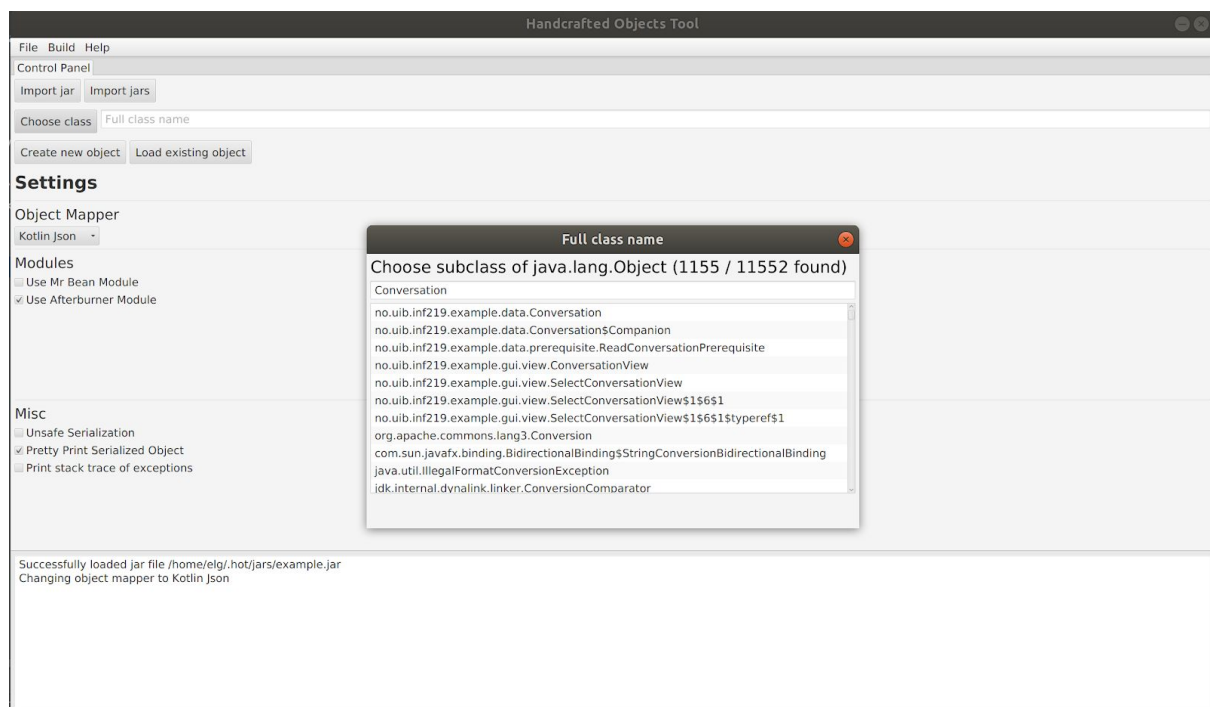 Handcrafted Objects Tool
File Build Help
Control Panel
Import jar Import jars
Choose class Full class name
Create new object Load existing object
Settings
Object Mapper
Kotlin Json
Modules
Use Mr Bean Module
Use Afterburner Module
Misc
Unsafe Serialization
Pretty Print Serialized Object
Print stack trace of exceptions
Full class name
Choose subclass of java.lang.Object (1155 / 11552 found)
Conversation
no.uib.inf219.example.data.Conversation
no.uib.inf219.example.data.Conversation$Companion
no.uib.inf219.example.data.prerequisite.ReadConversationPrerequisite
no.uib.inf219.example.gui.view.ConversationView
no.uib.inf219.example.gui.view.SelectConversationView
no.uib.inf219.example.gui.view.SelectConversationView$1$6$1
no.uib.inf219.example.gui.view.SelectConversationView$1$6$1$typeref$1
org.apache.commons.lang3.Conversion
com.sun.javafx.binding.BidirectionalBinding$StringConversionBidirectionalBinding
java.util.IllegalFormatConversionException
jdk.internal.dynalink.linker.ConversionComparator
Successfully loaded jar file /home/elg/.hot/jars/example.jar
Changing object mapper to Kotlin Json